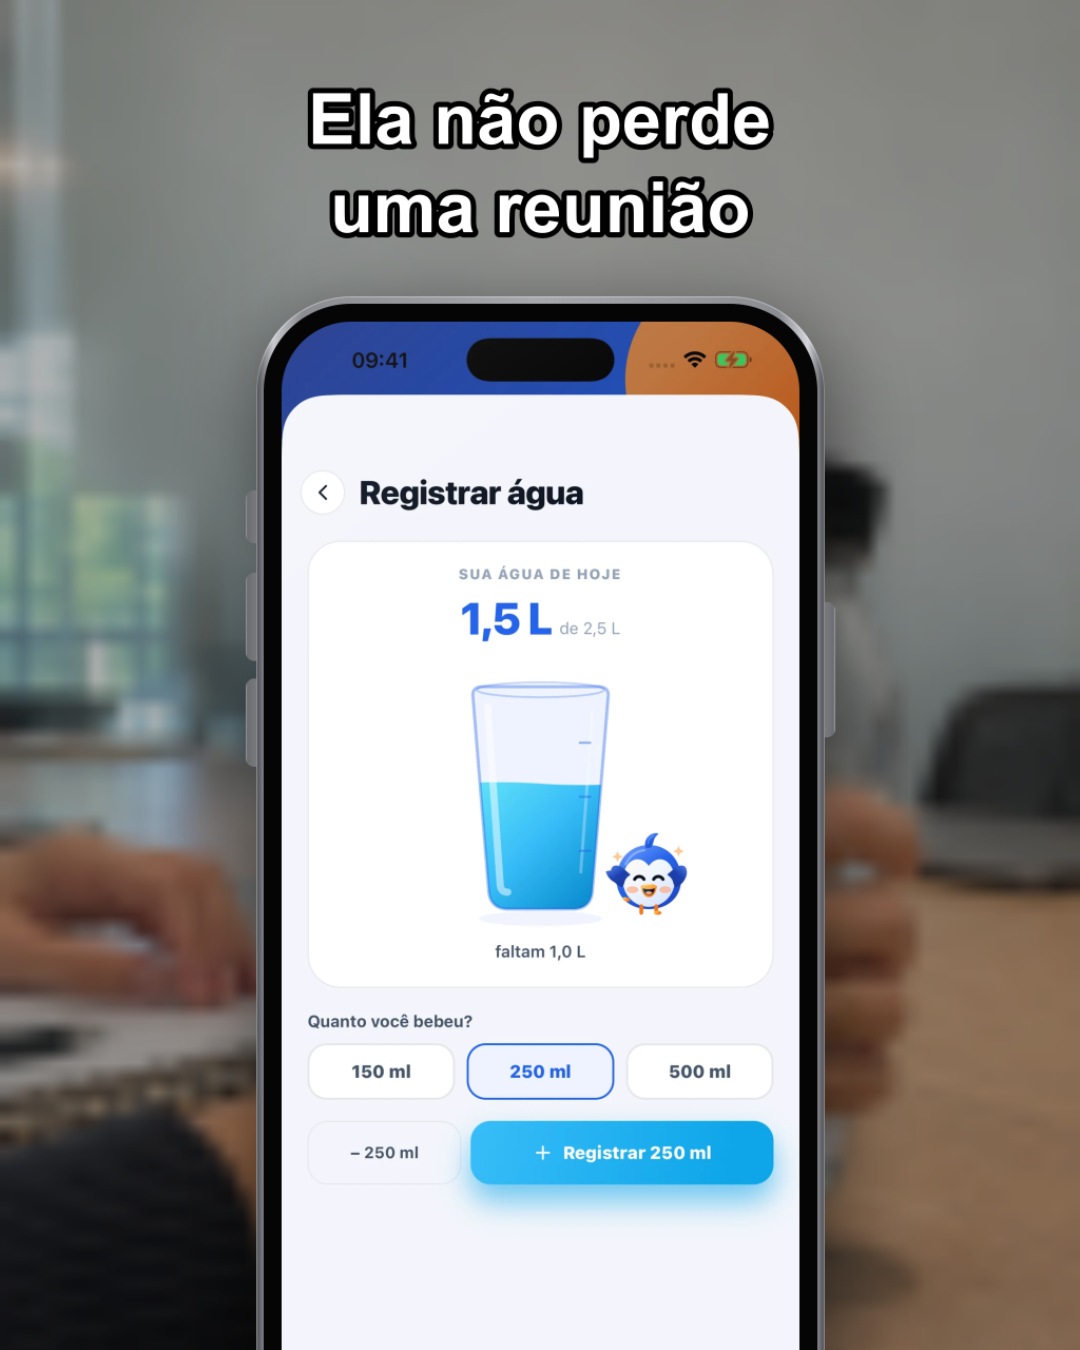 Ela não perde
uma reunião
09:41
Registrar água
SUA ÁGUA DE HOJE
1,5 L de 2,5 L
faltam 1,0 L
Quanto você bebeu?
150 ml
250 ml
500 ml
– 250 ml
+ Registrar 250 ml